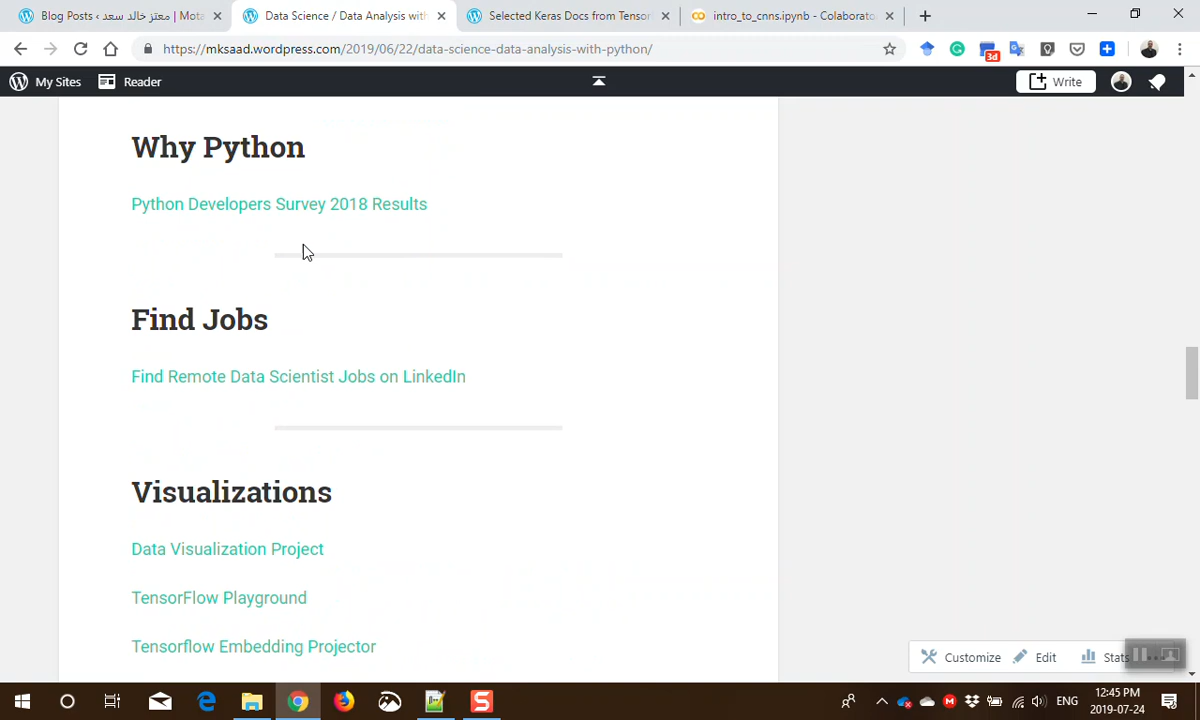 Blog Posts ‹ معتز خالد سعد | Mota
Data Science / Data Analysis with
Selected Keras Docs from Tensor
intro_to_cnns.ipynb - Colaborato
https://mksaad.wordpress.com/2019/06/22/data-science-data-analysis-with-python/
3d
My Sites
Reader
Write
Why Python
Python Developers Survey 2018 Results
Find Jobs
Find Remote Data Scientist Jobs on LinkedIn
Visualizations
Data Visualization Project
TensorFlow Playground
Tensorflow Embedding Projector
Customize
Edit
Stats
ENG
12:45 PM
2019-07-24